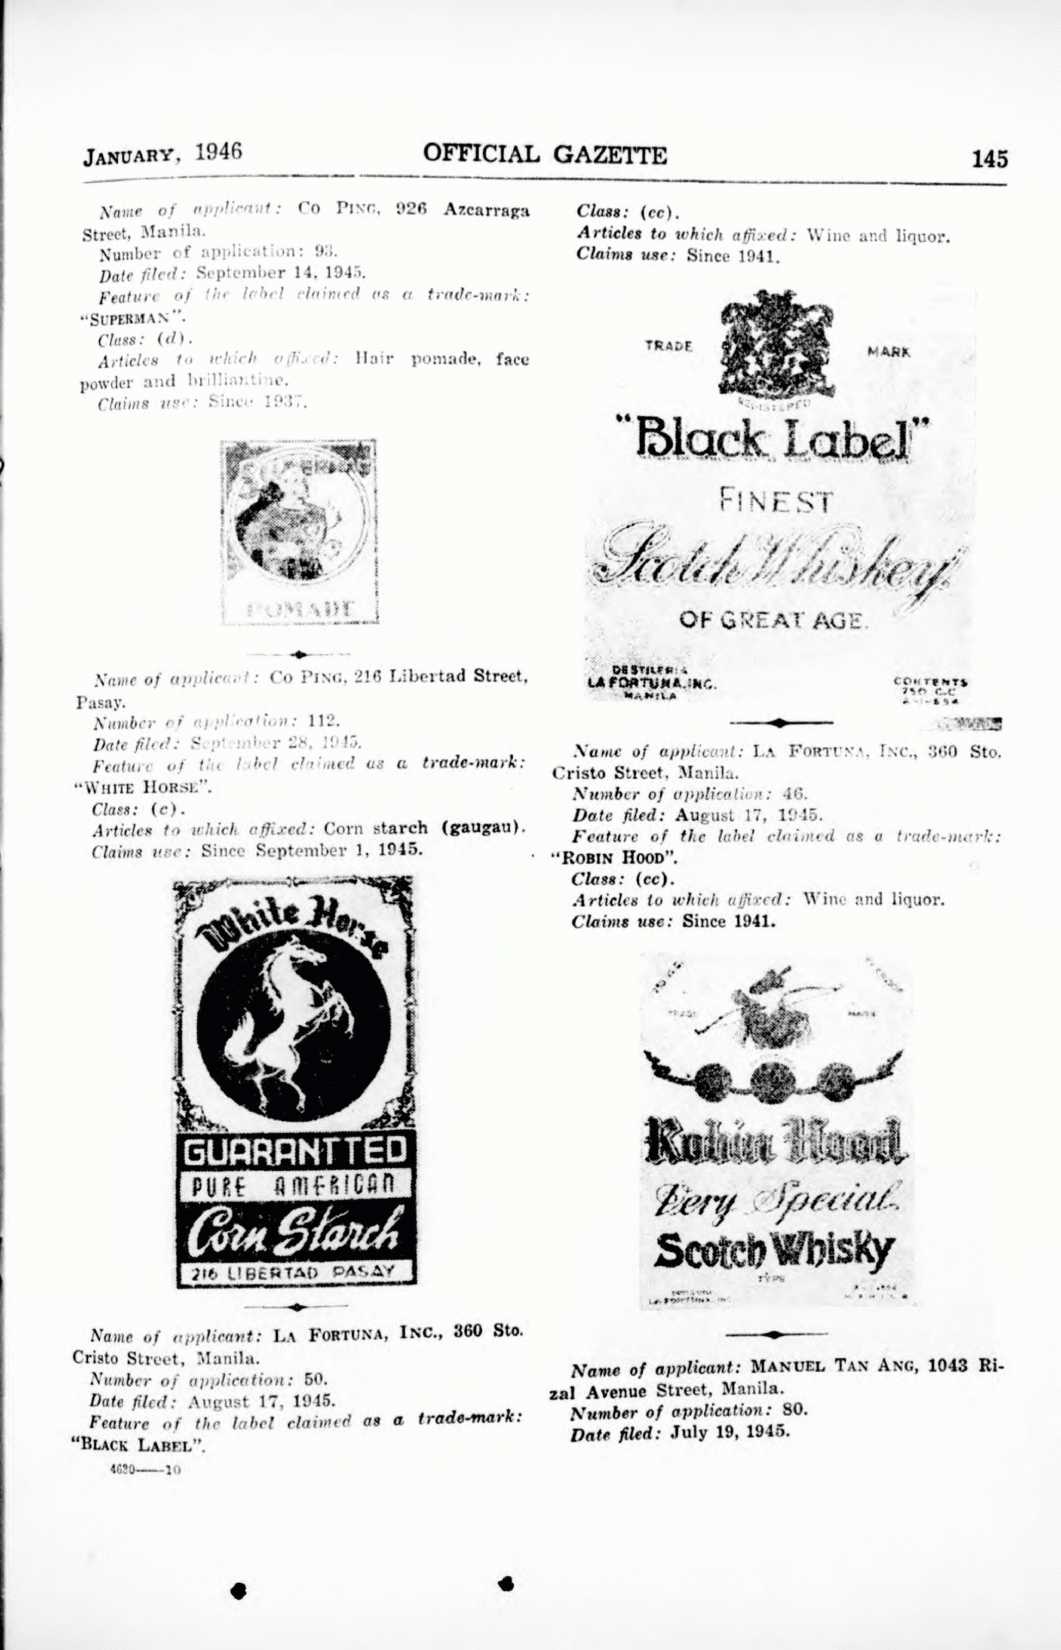 JANUARY, 1946 OFFICIAL GAZETTE 145
Name of applicant: CO PING, 926 Azcarraga
Street, Manila.
Number of application: 93.
Date filed: September 14, 1945.
Feature of the label claimed as a trade-mark:
"SUPERMAN".
Class: (d).
Articles to which affixed: Hair pomade, face
powder and brilliantine.
Claims use: Since 1937.
POMADE
Name of applicant: CO PING, 216 Libertad Street,
Pasay.
Number of application: 112.
Date filed: September 28, 1945.
Feature of the label claimed as a trade-mark:
"WHITE HORSE".
Class: (c).
Articles to which affixed: Corn starch (gaugau).
Claims use: Since September 1, 1945.
White Horse
GUARANTTED
PURE AMERICAN
Corn Starch
216 LIBERTAD PASAY
Name of applicant: LA FORTUNA, INC., 360 Sto.
Cristo Street, Manila.
Number of application: 50.
Date filed: August 17, 1945.
Feature of the label claimed as a trade-mark:
"BLACK LABEL".
4620——10
Class: (cc).
Articles to which affixed: Wine and liquor.
Claims use: Since 1941.
TRADE MARK
REGISTERED
"Black Label"
FINEST
Scotch Whiskey
OF GREAT AGE.
DESTILERIA
LA FORTUNA, INC.
MANILA
CONTENTS
750 C.C
Name of applicant: LA FORTUNA, INC., 360 Sto.
Cristo Street, Manila.
Number of application: 46.
Date filed: August 17, 1945.
Feature of the label claimed as a trade-mark:
"ROBIN HOOD".
Class: (cc).
Articles to which affixed: Wine and liquor.
Claims use: Since 1941.
TRADE MARK
Robin Hood
Very Special
Scotch Whisky
TYPE
LA FORTUNA, INC
Name of applicant: MANUEL TAN ANG, 1043 Ri-
zal Avenue Street, Manila.
Number of application: 80.
Date filed: July 19, 1945.